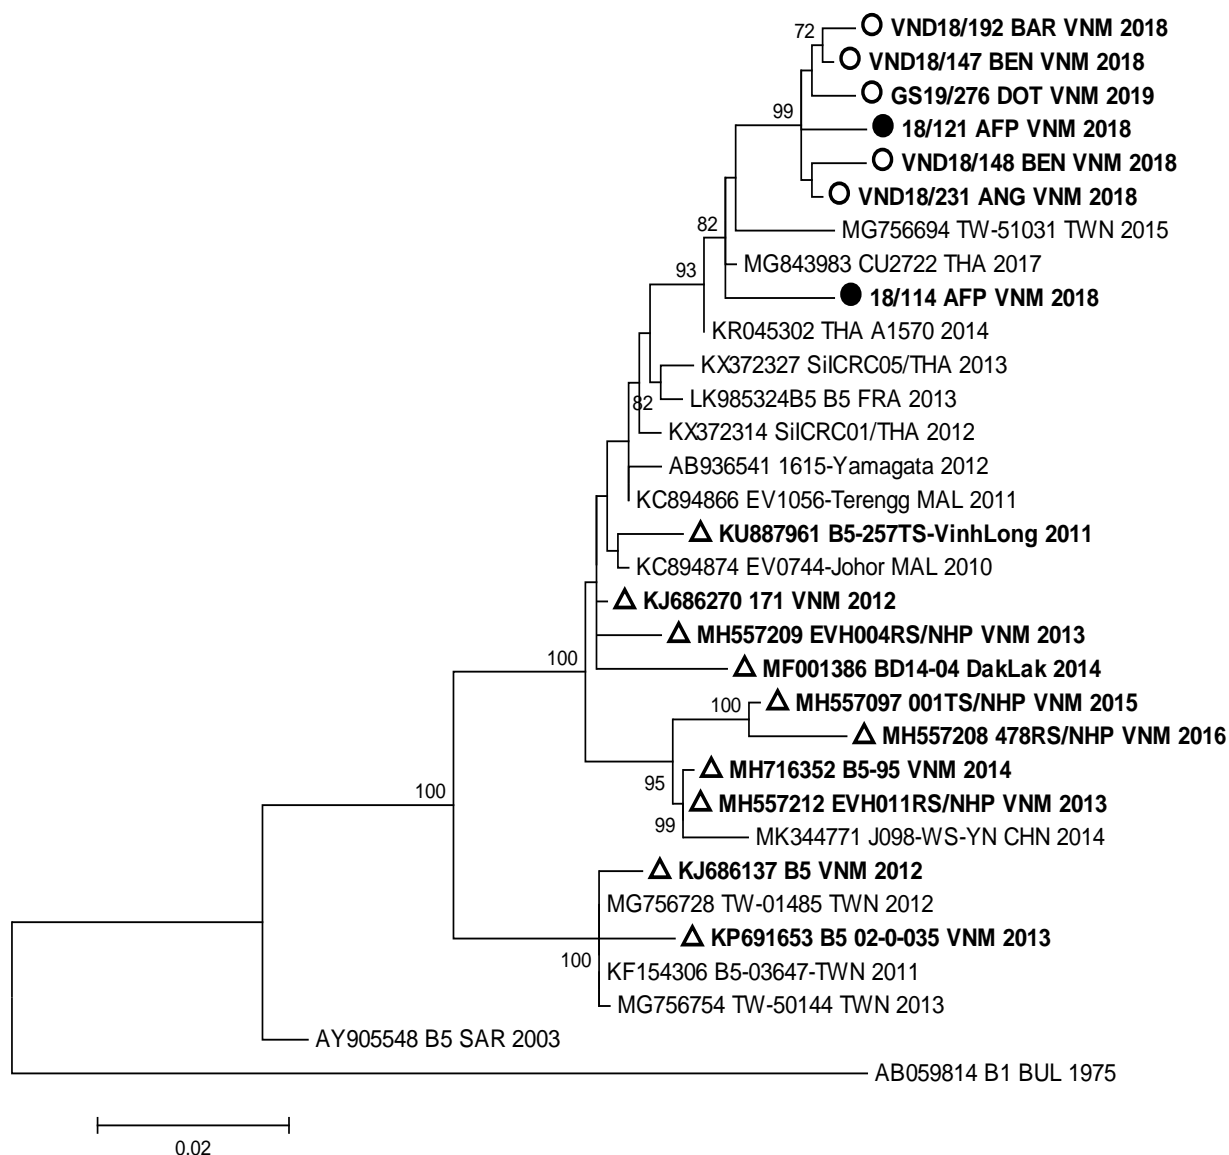 72
VND18/192 BAR VNM 2018
VND18/147 BEN VNM 2018
GS19/276 DOT VNM 2019
99
18/121 AFP VNM 2018
VND18/148 BEN VNM 2018
VND18/231 ANG VNM 2018
82
MG756694 TW-51031 TWN 2015
MG843983 CU2722 THA 2017
93
18/114 AFP VNM 2018
KR045302 THA A1570 2014
KX372327 SilCRC05/THA 2013
LK985324B5 B5 FRA 2013
82
KX372314 SilCRC01/THA 2012
AB936541 1615-Yamagata 2012
KC894866 EV1056-Terengg MAL 2011
KU887961 B5-257TS-VinhLong 2011
KC894874 EV0744-Johor MAL 2010
KJ686270 171 VNM 2012
MH557209 EVH004RS/NHP VNM 2013
100
MF001386 BD14-04 DakLak 2014
100
MH557097 001TS/NHP VNM 2015
MH557208 478RS/NHP VNM 2016
MH716352 B5-95 VNM 2014
95
MH557212 EVH011RS/NHP VNM 2013
100
99
MK344771 J098-WS-YN CHN 2014
KJ686137 B5 VNM 2012
MG756728 TW-01485 TWN 2012
KP691653 B5 02-0-035 VNM 2013
100
KF154306 B5-03647-TWN 2011
MG756754 TW-50144 TWN 2013
AY905548 B5 SAR 2003
AB059814 B1 BUL 1975
0.02